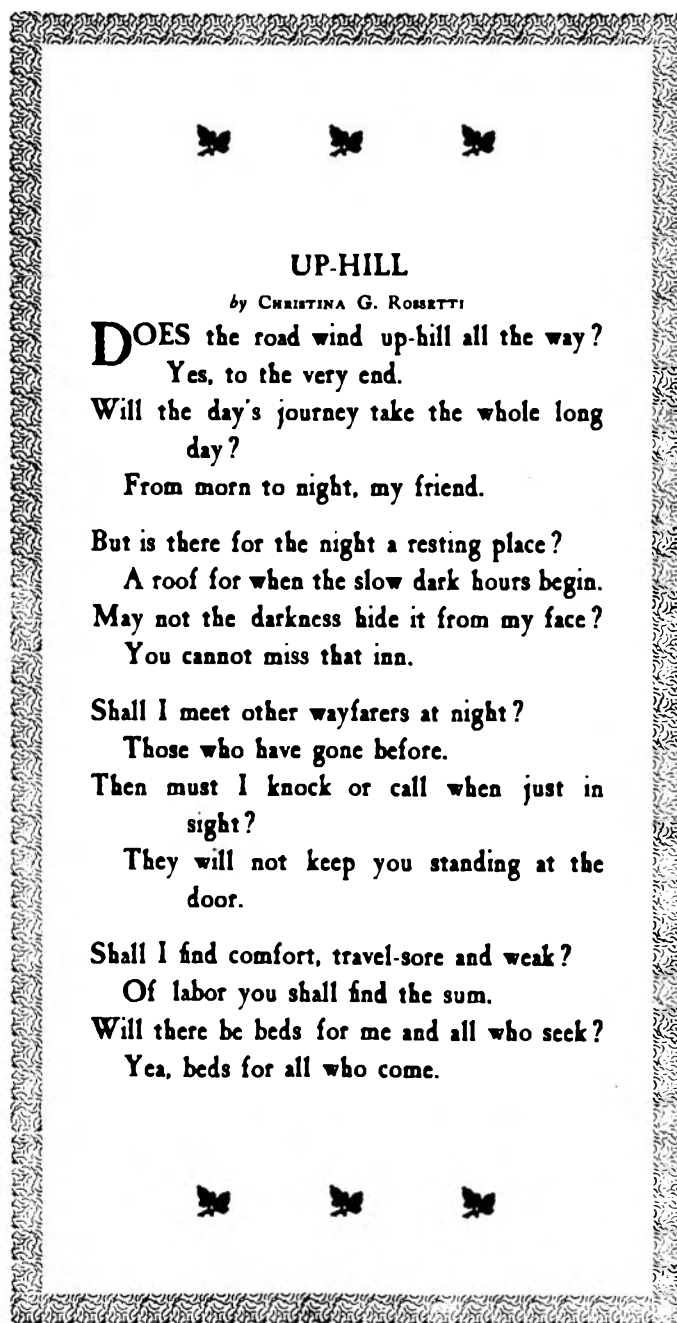 UP-HILL
by CHRISTINA G. ROSSETTI
DOES the road wind up-hill all the way?
Yes, to the very end.
Will the day's journey take the whole long
day?
From morn to night, my friend.
But is there for the night a resting place?
A roof for when the slow dark hours begin.
May not the darkness hide it from my face?
You cannot miss that inn.
Shall I meet other wayfarers at night?
Those who have gone before.
Then must I knock or call when just in
sight?
They will not keep you standing at the
door.
Shall I find comfort, travel-sore and weak?
Of labor you shall find the sum.
Will there be beds for me and all who seek?
Yea, beds for all who come.